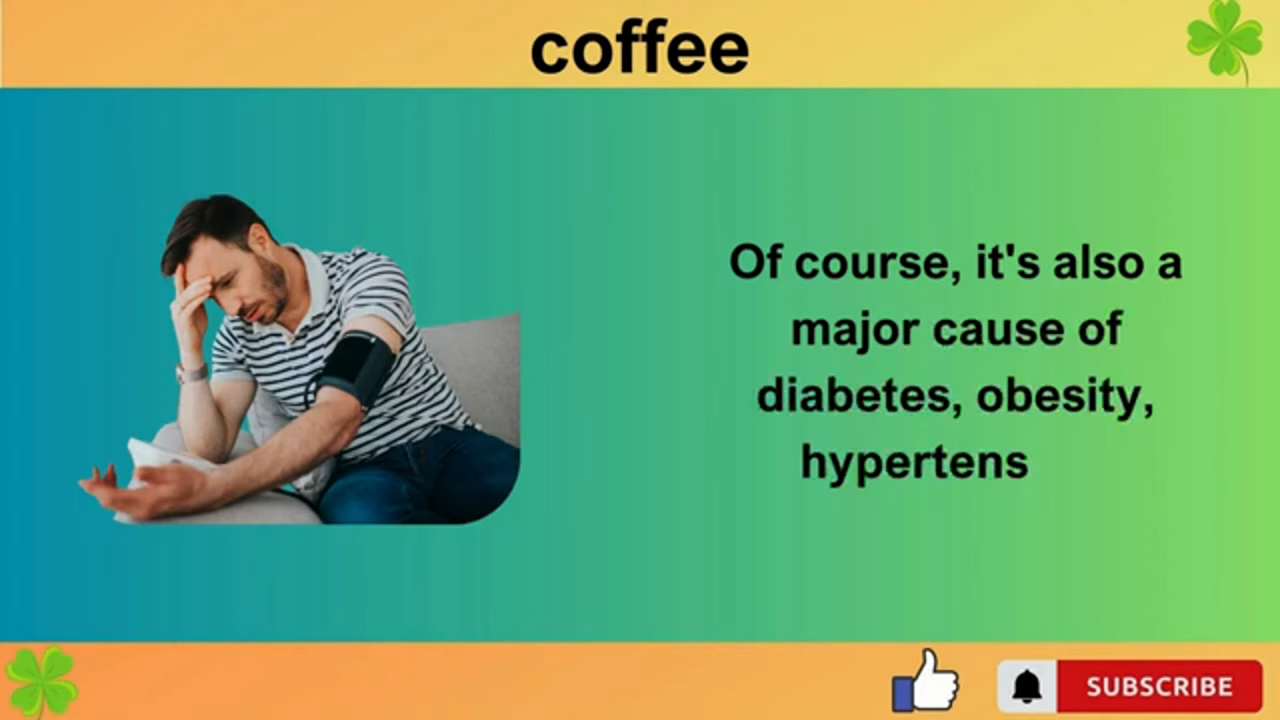 coffee
Of course, it's also a
major cause of
diabetes, obesity,
hypertens
SUBSCRIBE